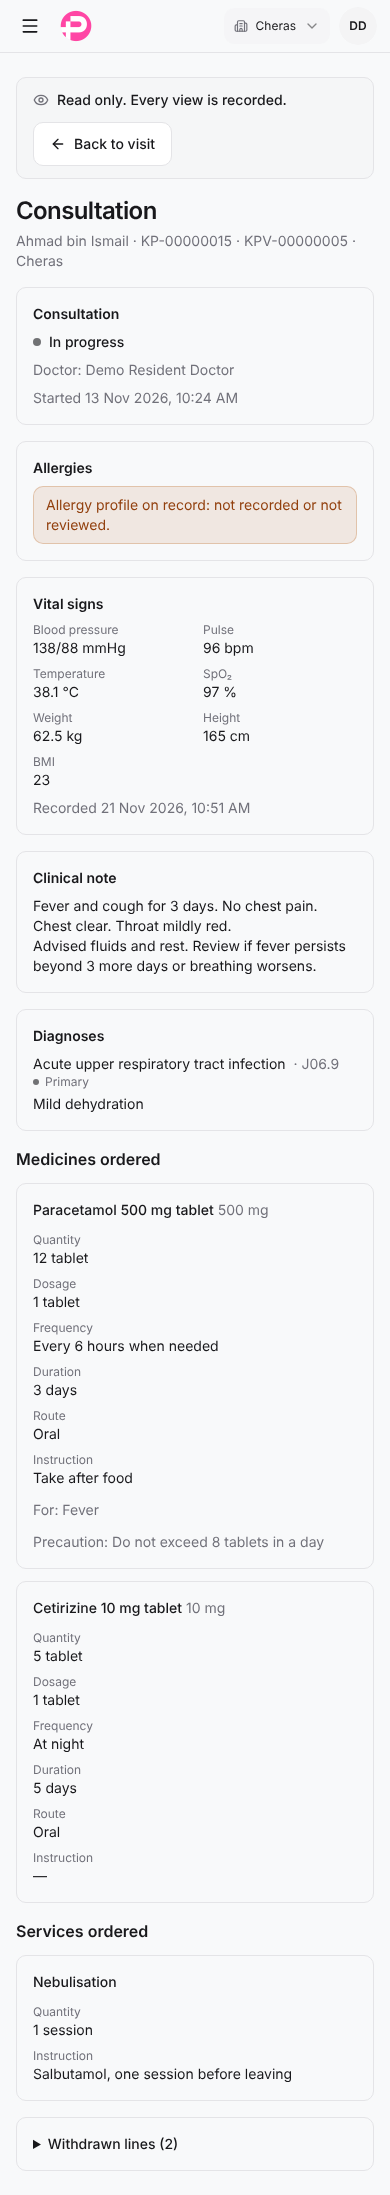 Cheras
DD
Read only. Every view is recorded.
Back to visit
Consultation
Ahmad bin Ismail · KP-00000015 · KPV-00000005 ·
Cheras
Consultation
In progress
Doctor: Demo Resident Doctor
Started 13 Nov 2026, 10:24 AM
Allergies
Allergy profile on record: not recorded or not
reviewed.
Vital signs
Blood pressure
138/88 mmHg
Pulse
96 bpm
Temperature
38.1 °C
SpO₂
97 %
Weight
62.5 kg
Height
165 cm
BMI
23
Recorded 21 Nov 2026, 10:51 AM
Clinical note
Fever and cough for 3 days. No chest pain.
Chest clear. Throat mildly red.
Advised fluids and rest. Review if fever persists
beyond 3 more days or breathing worsens.
Diagnoses
Acute upper respiratory tract infection · J06.9
Primary
Mild dehydration
Medicines ordered
Paracetamol 500 mg tablet 500 mg
Quantity
12 tablet
Dosage
1 tablet
Frequency
Every 6 hours when needed
Duration
3 days
Route
Oral
Instruction
Take after food
For: Fever
Precaution: Do not exceed 8 tablets in a day
Cetirizine 10 mg tablet 10 mg
Quantity
5 tablet
Dosage
1 tablet
Frequency
At night
Duration
5 days
Route
Oral
Instruction
—
Services ordered
Nebulisation
Quantity
1 session
Instruction
Salbutamol, one session before leaving
Withdrawn lines (2)